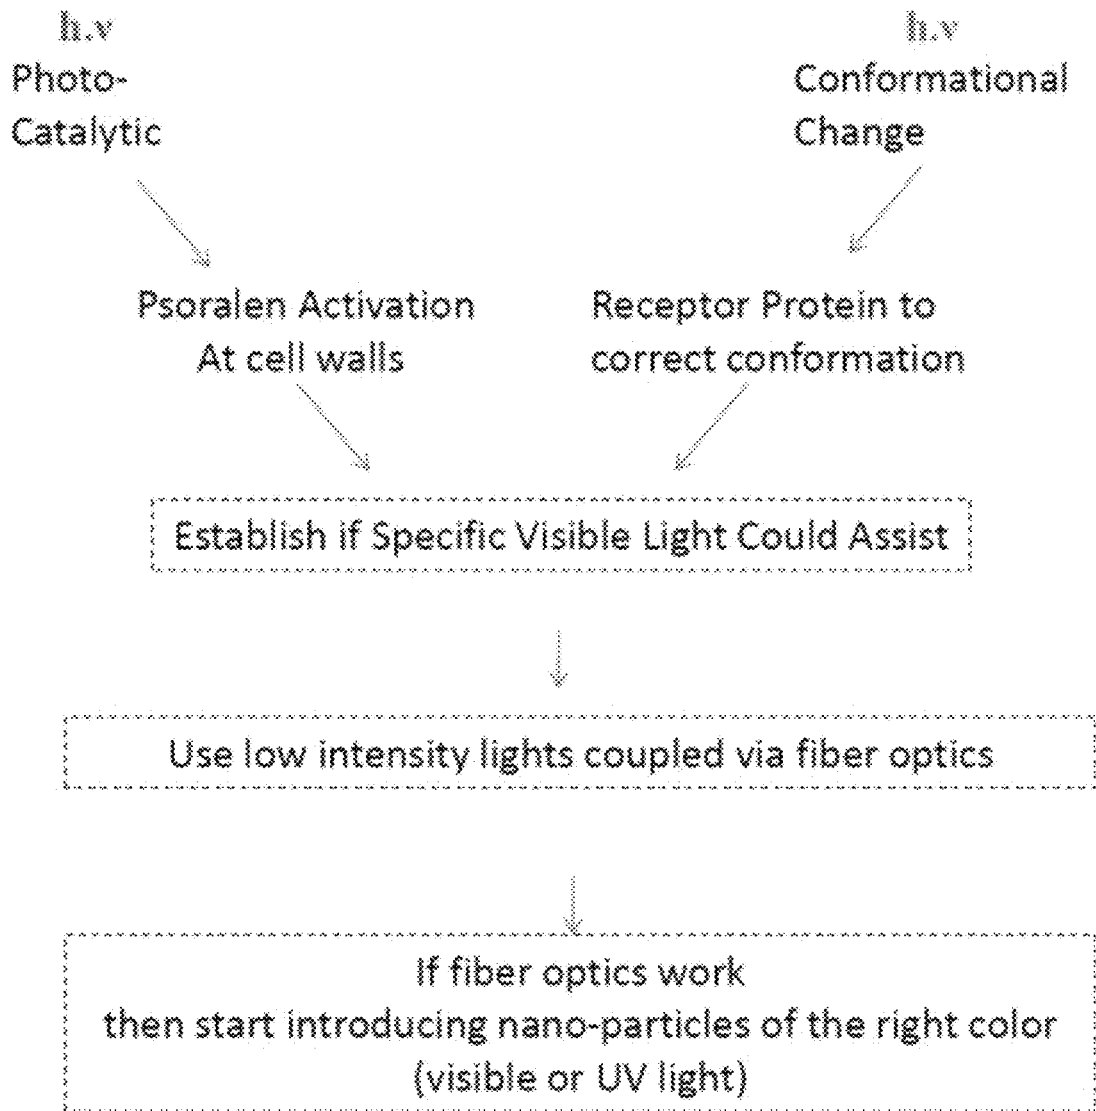 h.v
Photo-
Catalytic
h.v
Conformational
Change
Psoralen Activation
At cell walls
Receptor Protein to
correct conformation
Establish if Specific Visible Light Could Assist
Use low intensity lights coupled via fiber optics
If fiber optics work
then start introducing nano-particles of the right color
(visible or UV light)